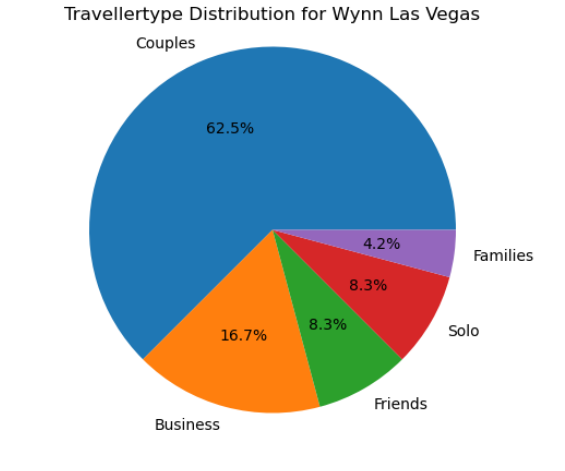 Travellertype Distribution for Wynn Las Vegas
Couples
62.5%
4.2%
Families
8.3%
Solo
8.3%
Friends
16.7%
Business